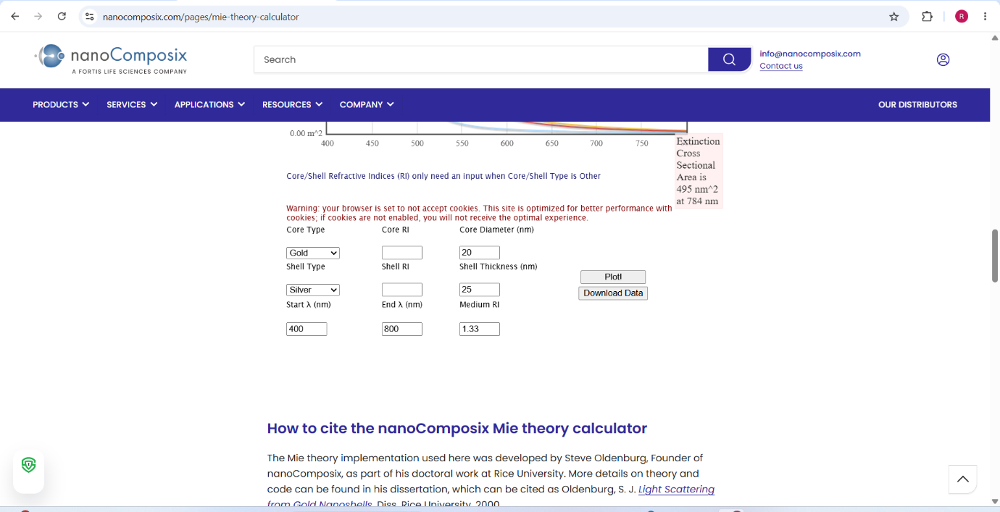 nanocomposix.com/pages/mie-theory-calculator
R
nanoComposix
A FORTIS LIFE SCIENCES COMPANY
Search
info@nanocomposix.com
Contact us
PRODUCTS
SERVICES
APPLICATIONS
RESOURCES
COMPANY
OUR DISTRIBUTORS
0.00 m^2
400 450 500 550 600 650 700 750
Extinction
Cross
Sectional
Area is
495 nm^2
at 784 nm
Core/Shell Refractive Indices (RI) only need an input when Core/Shell Type is Other
Warning: your browser is set to not accept cookies. This site is optimized for better performance with
cookies; if cookies are not enabled, you will not receive the optimal experience.
Core Type Core RI Core Diameter (nm)
Gold 20
Shell Type Shell RI Shell Thickness (nm)
Plot!
Silver 25
Download Data
Start λ (nm) End λ (nm) Medium RI
400 800 1.33
How to cite the nanoComposix Mie theory calculator
The Mie theory implementation used here was developed by Steve Oldenburg, Founder of
nanoComposix, as part of his doctoral work at Rice University. More details on theory and
code can be found in his dissertation, which can be cited as Oldenburg, S. J. Light Scattering
from Gold Nanoshells. Diss. Rice University, 2000.